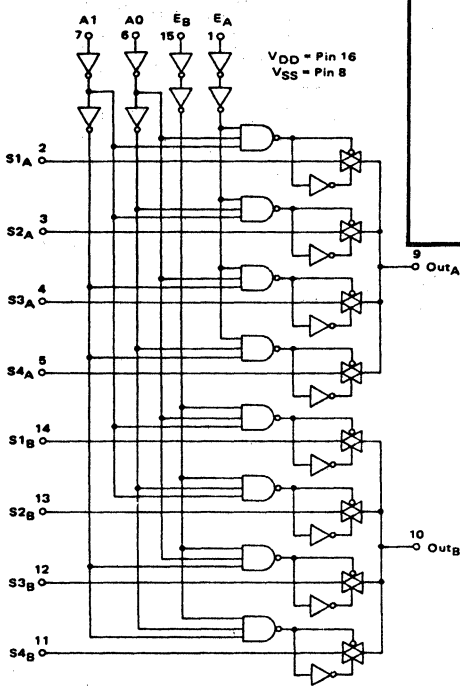 A1 A0 EB EA
7 6 15 1
VDD = Pin 16
VSS = Pin 8
2
S1A
3
S2A
9
OutA
4
S3A
5
S4A
14
S1B
13
S2B
10
OutB
12
S3B
11
S4B